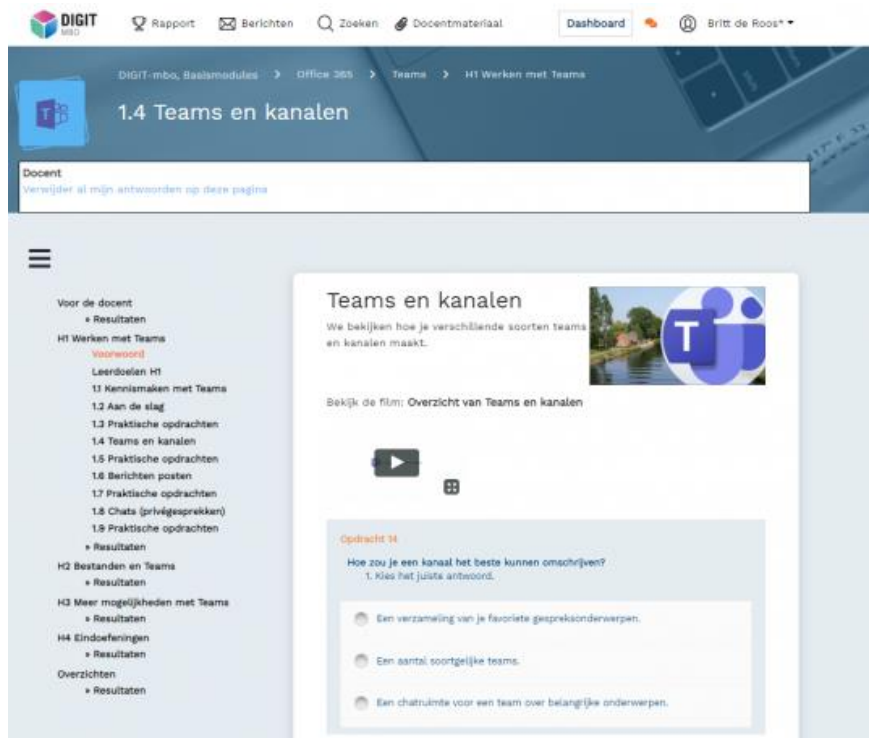 DIGIT
MBO
Rapport
Berichten
Zoeken
Docentmateriaal
Dashboard
Britt de Roos*
DIGIT-mbo, Basismodules > Office 365 > Teams > H1 Werken met Teams
1.4 Teams en kanalen
Docent
Verwijder al mijn antwoorden op deze pagina
Voor de docent
» Resultaten
H1 Werken met Teams
Voorwoord
Leerdoelen H1
1.1 Kennismaken met Teams
1.2 Aan de slag
1.3 Praktische opdrachten
1.4 Teams en kanalen
1.5 Praktische opdrachten
1.6 Berichten posten
1.7 Praktische opdrachten
1.8 Chats (privégesprekken)
1.9 Praktische opdrachten
» Resultaten
H2 Bestanden en Teams
» Resultaten
H3 Meer mogelijkheden met Teams
» Resultaten
H4 Eindoefeningen
» Resultaten
Overzichten
» Resultaten
Teams en kanalen
We bekijken hoe je verschillende soorten teams
en kanalen maakt.
T
Bekijk de film: Overzicht van Teams en kanalen
Opdracht 14
Hoe zou je een kanaal het beste kunnen omschrijven?
1. Kies het juiste antwoord.
Een verzameling van je favoriete gespreksonderwerpen.
Een aantal soortgelijke teams.
Een chatruimte voor een team over belangrijke onderwerpen.